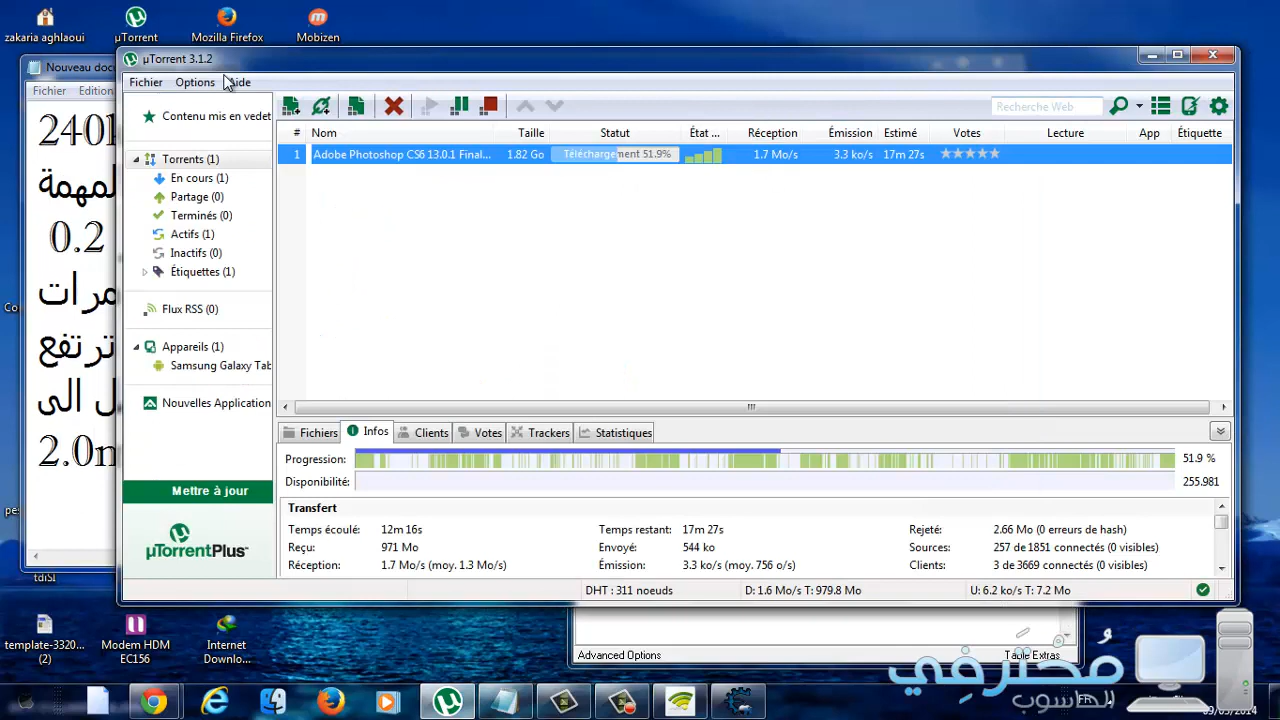 zakaria aghlaoui
µTorrent
Mozilla Firefox
Mobizen
Nouveau doc
Fichier Edition
240k
المهمة
0.2
مرات
ترتفع
ل الى
2.0m
µTorrent 3.1.2
Fichier Options Aide
Contenu mis en vedet
Torrents (1)
En cours (1)
Partage (0)
Terminés (0)
Actifs (1)
Inactifs (0)
Étiquettes (1)
Flux RSS (0)
Appareils (1)
Samsung Galaxy Tab
Nouvelles Application
Mettre à jour
µTorrentPlus™
Recherche Web
# Nom Taille Statut État ... Réception Émission Estimé Votes Lecture App Étiquette
1 Adobe Photoshop CS6 13.0.1 Final... 1.82 Go Téléchargement 51.9% 1.7 Mo/s 3.3 ko/s 17m 27s
Fichiers Infos Clients Votes Trackers Statistiques
Progression: 51.9 %
Disponibilité: 255.981
Transfert
Temps écoulé: 12m 16s Temps restant: 17m 27s Rejeté: 2.66 Mo (0 erreurs de hash)
Reçu: 971 Mo Envoyé: 544 ko Sources: 257 de 1851 connectés (0 visibles)
Réception: 1.7 Mo/s (moy. 1.3 Mo/s) Émission: 3.3 ko/s (moy. 756 o/s) Clients: 3 de 3669 connectés (0 visibles)
DHT : 311 noeuds D: 1.6 Mo/s T: 979.8 Mo U: 6.2 ko/s T: 7.2 Mo
tdiSI
template-3320... (2)
Modem HDM EC156
Internet Downlo...
Advanced Options Table Extras
مُحترفي
للحاسوب
FR
09/05/2014